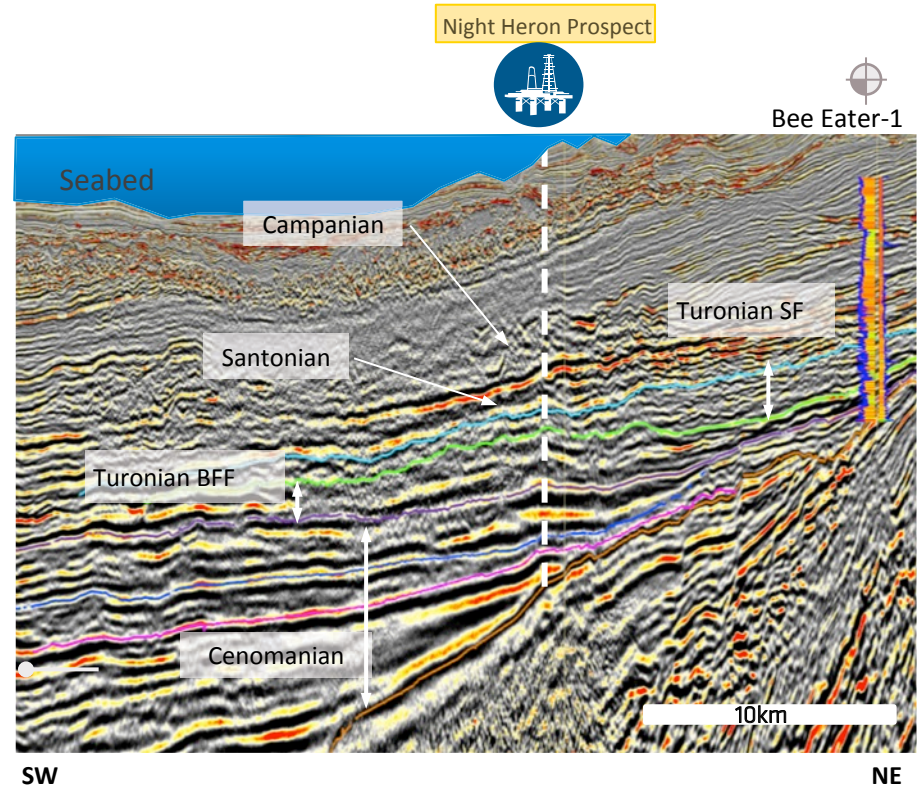 Night Heron Prospect
Bee Eater-1
Seabed
Campanian
Turonian SF
Santonian
Turonian BFF
Cenomanian
10km
SW
NE